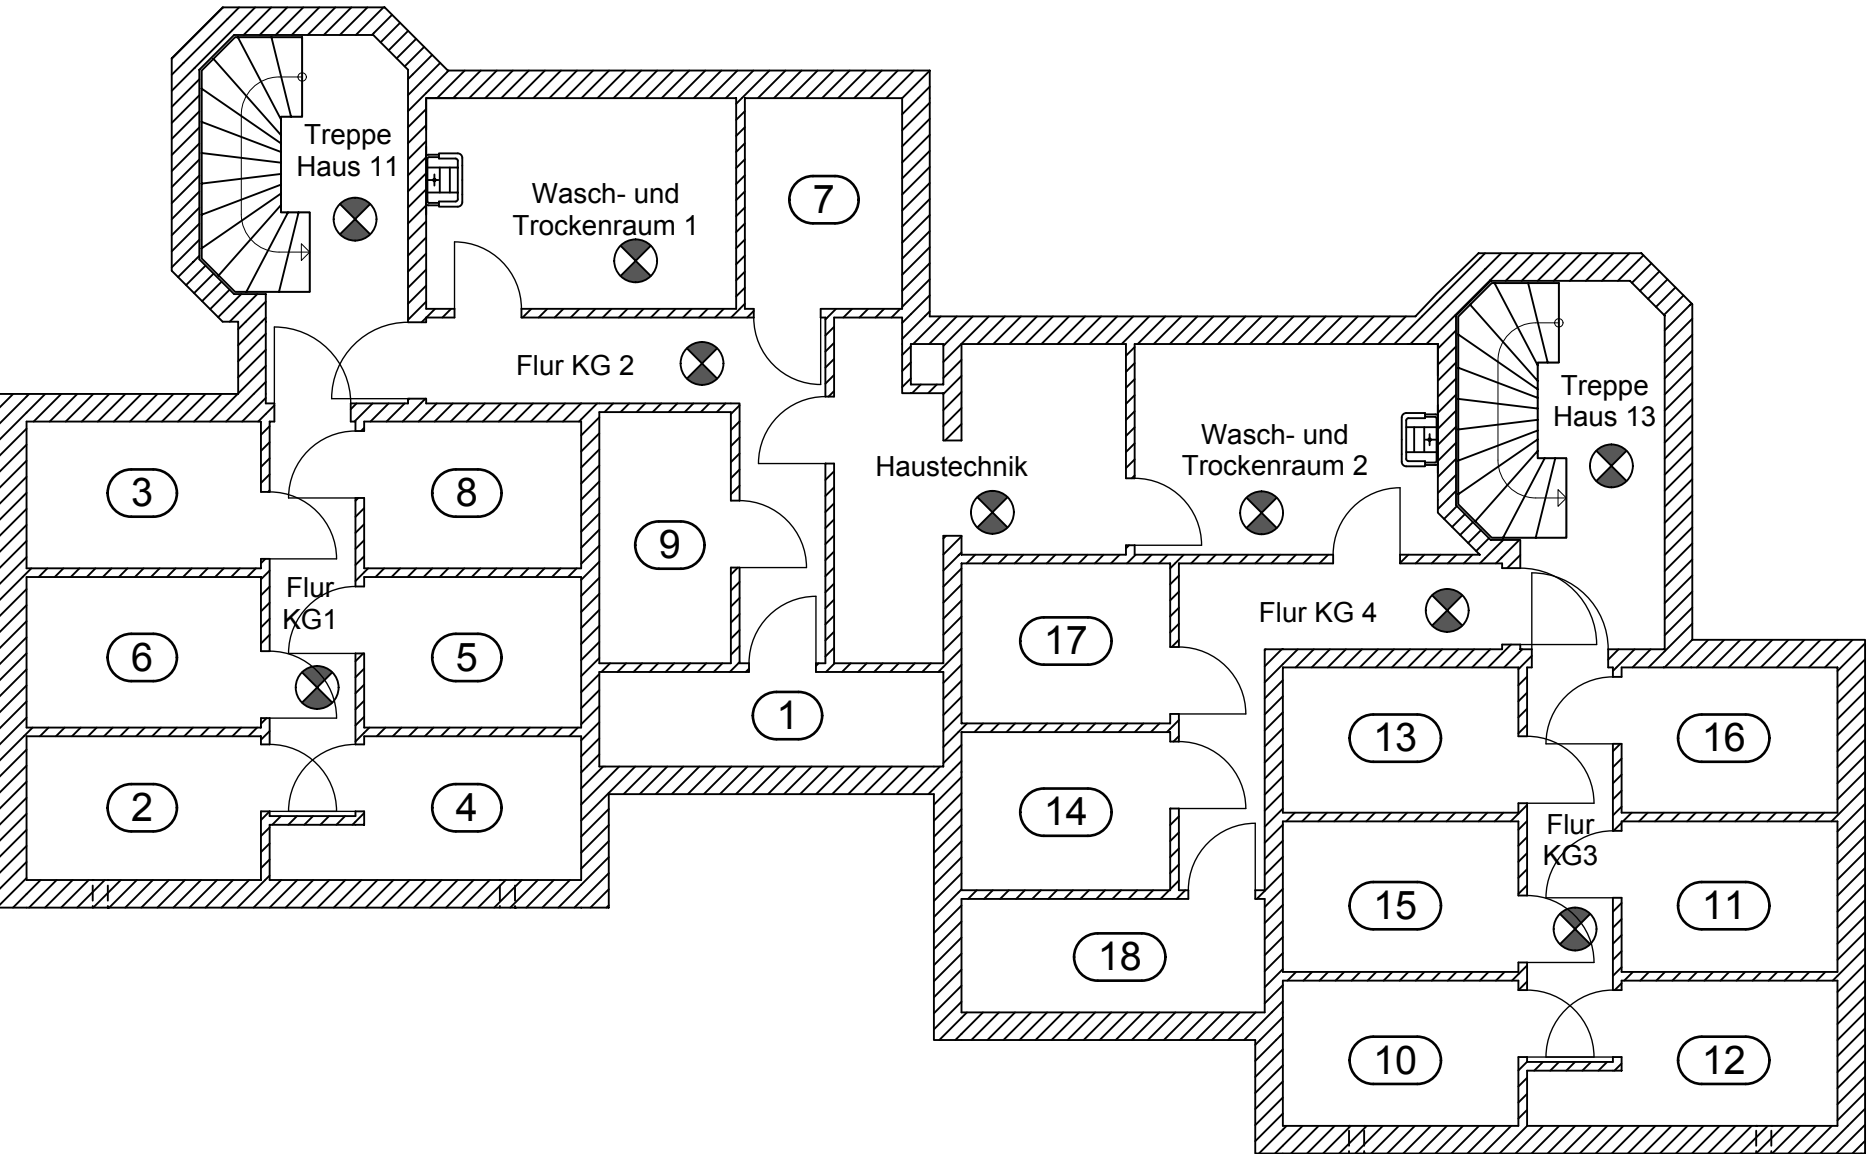 Treppe
Haus 11
Wasch- und
Trockenraum 1
7
Flur KG 2
Treppe
Haus 13
Wasch- und
Trockenraum 2
Haustechnik
3
8
9
Flur
KG1
6
5
1
2
4
17
Flur KG 4
14
18
13
16
Flur
KG3
15
11
10
12